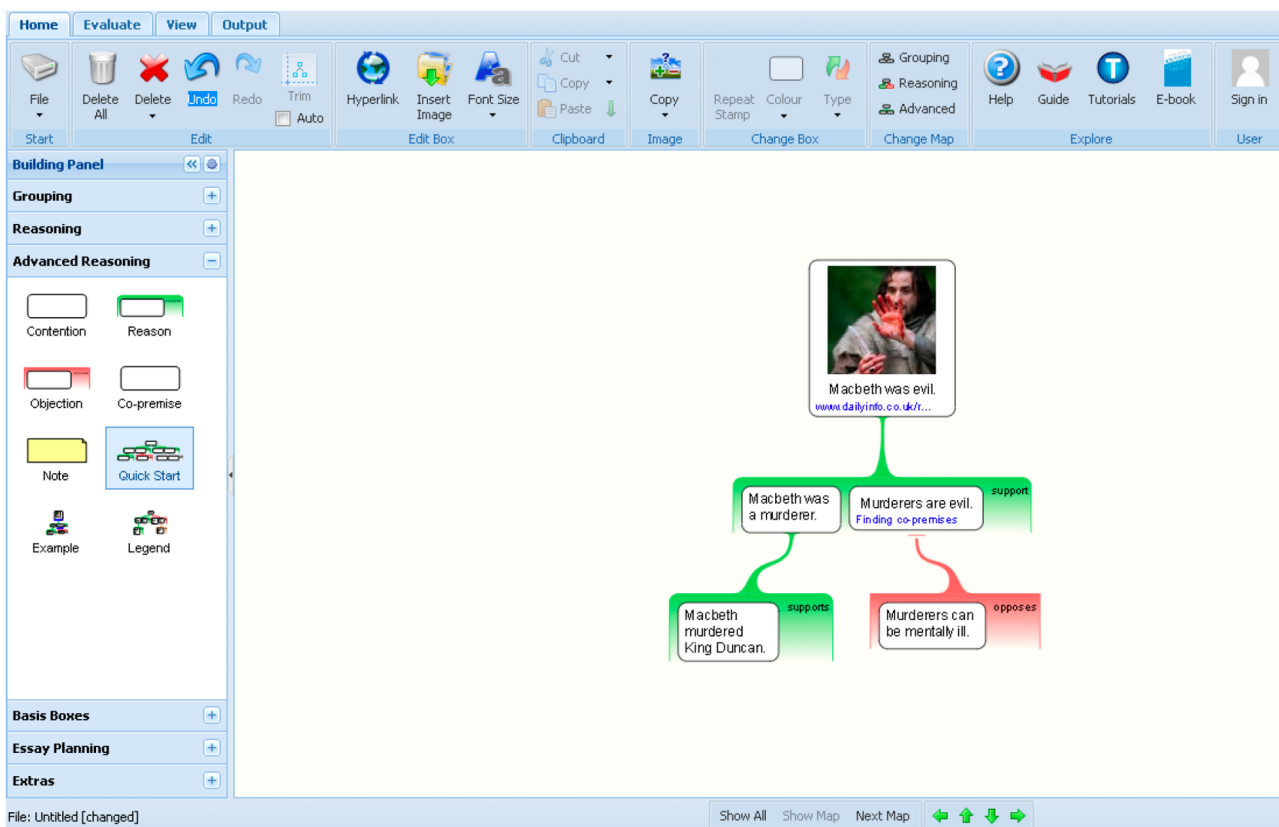 Home Evaluate View Output
File Delete All Delete Undo Redo Trim Auto
Hyperlink Insert Image Font Size
Cut
Copy
Paste
Copy
Repeat Stamp Colour Type
Grouping
Reasoning
Advanced
Help Guide Tutorials E-book Sign in
Start Edit Edit Box Clipboard Image Change Box Change Map Explore User
Building Panel
Grouping
Reasoning
Advanced Reasoning
Contention Reason
Objection Co-premise
Note Quick Start
Example Legend
Basis Boxes
Essay Planning
Extras
Macbeth was evil.
www.dailyinfo.co.uk/r...
support
Macbeth was
a murderer.
Murderers are evil.
Finding co-premises
supports
Macbeth
murdered
King Duncan.
opposes
Murderers can
be mentally ill.
File: Untitled [changed]
Show All Show Map Next Map